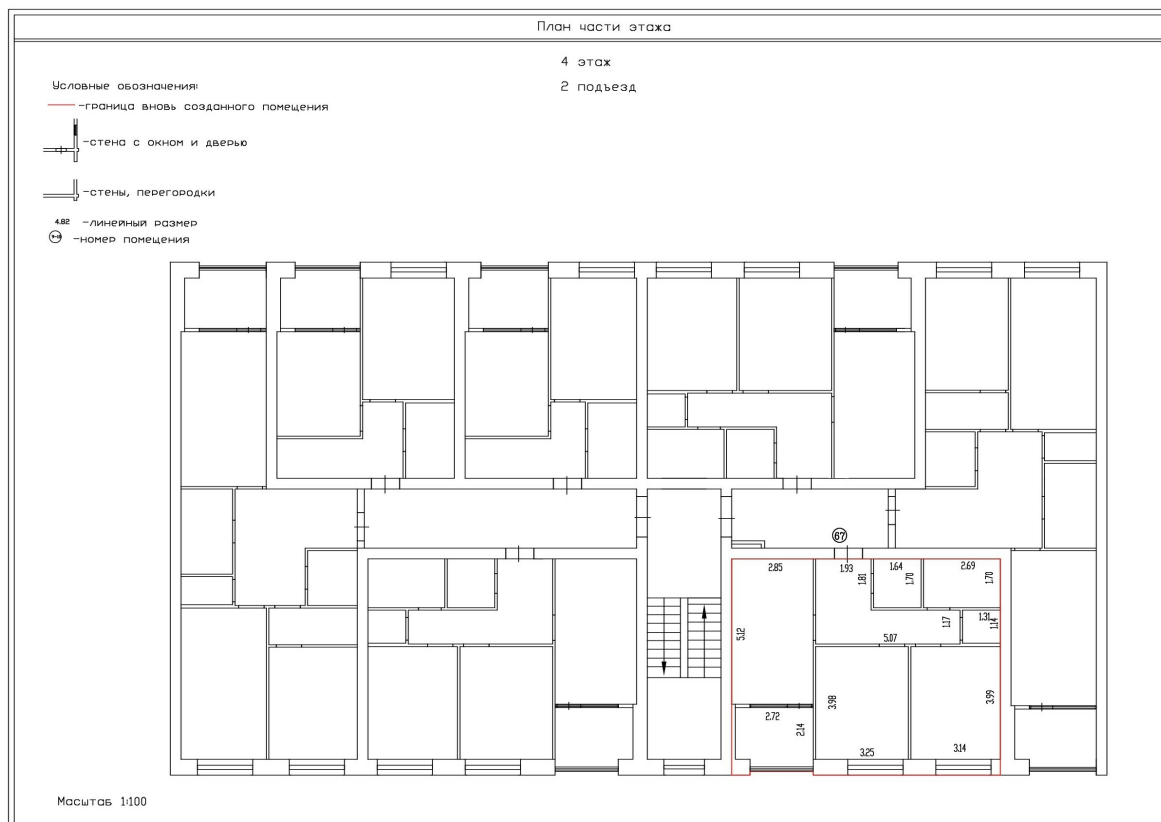 План части этажа
4 этаж
2 подъезд
Условные обозначения:
-граница вновь созданного помещения
-стена с окном и дверью
-стены, перегородки
4.82 -линейный размер
-номер помещения
67
2.85 1.93 1.64 2.69
1.81 1.70 1.70
1.31
1.17 1.14
5.12 5.07
3.98 3.99
2.72 2.14
3.25 3.14
Масштаб 1:100